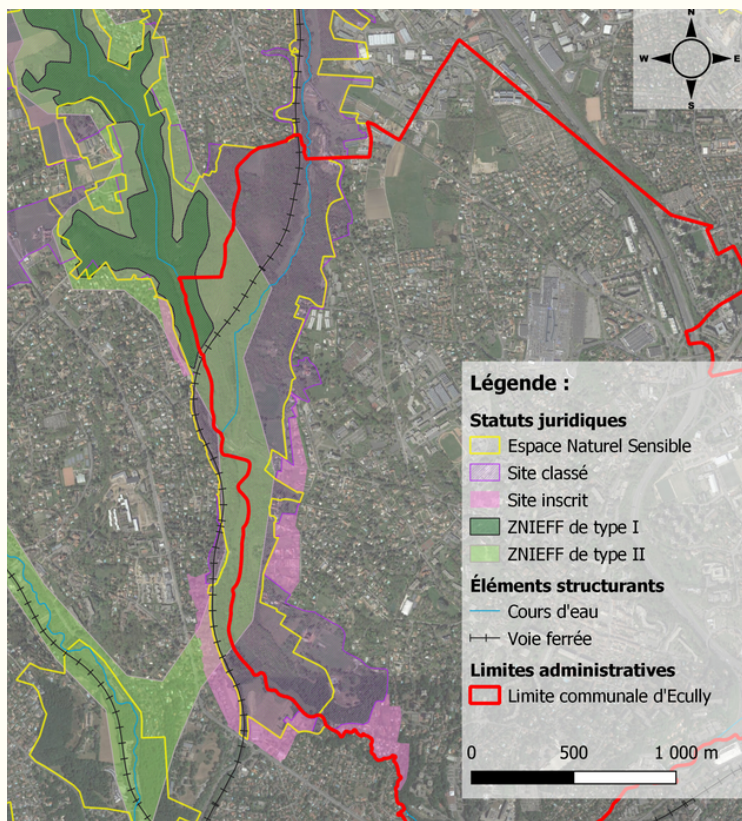 N
W E
S
Légende :
Statuts juridiques
Espace Naturel Sensible
Site classé
Site inscrit
ZNIEFF de type I
ZNIEFF de type II
Éléments structurants
Cours d'eau
Voie ferrée
Limites administratives
Limite communale d'Ecully
0 500 1 000 m